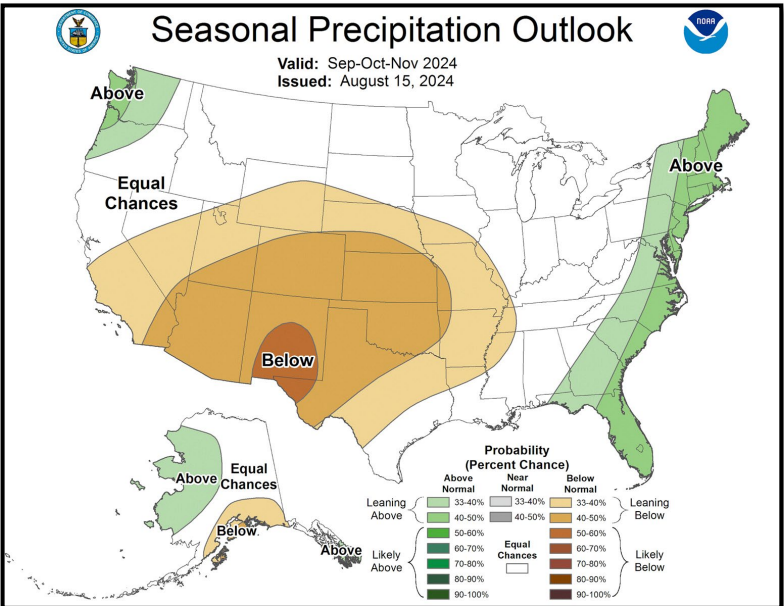 Seasonal Precipitation Outlook
NOAA
Valid: Sep-Oct-Nov 2024
Issued: August 15, 2024
Above
Equal
Chances
Above
Below
Above
Equal
Chances
Below
Above
Probability
(Percent Chance)
Above
Normal
Near
Normal
Below
Normal
Leaning
Above
33-40%
33-40%
33-40%
Leaning
Below
40-50%
40-50%
40-50%
Likely
Above
50-60%
60-70%
70-80%
80-90%
90-100%
Equal
Chances
50-60%
60-70%
70-80%
80-90%
90-100%
Likely
Below